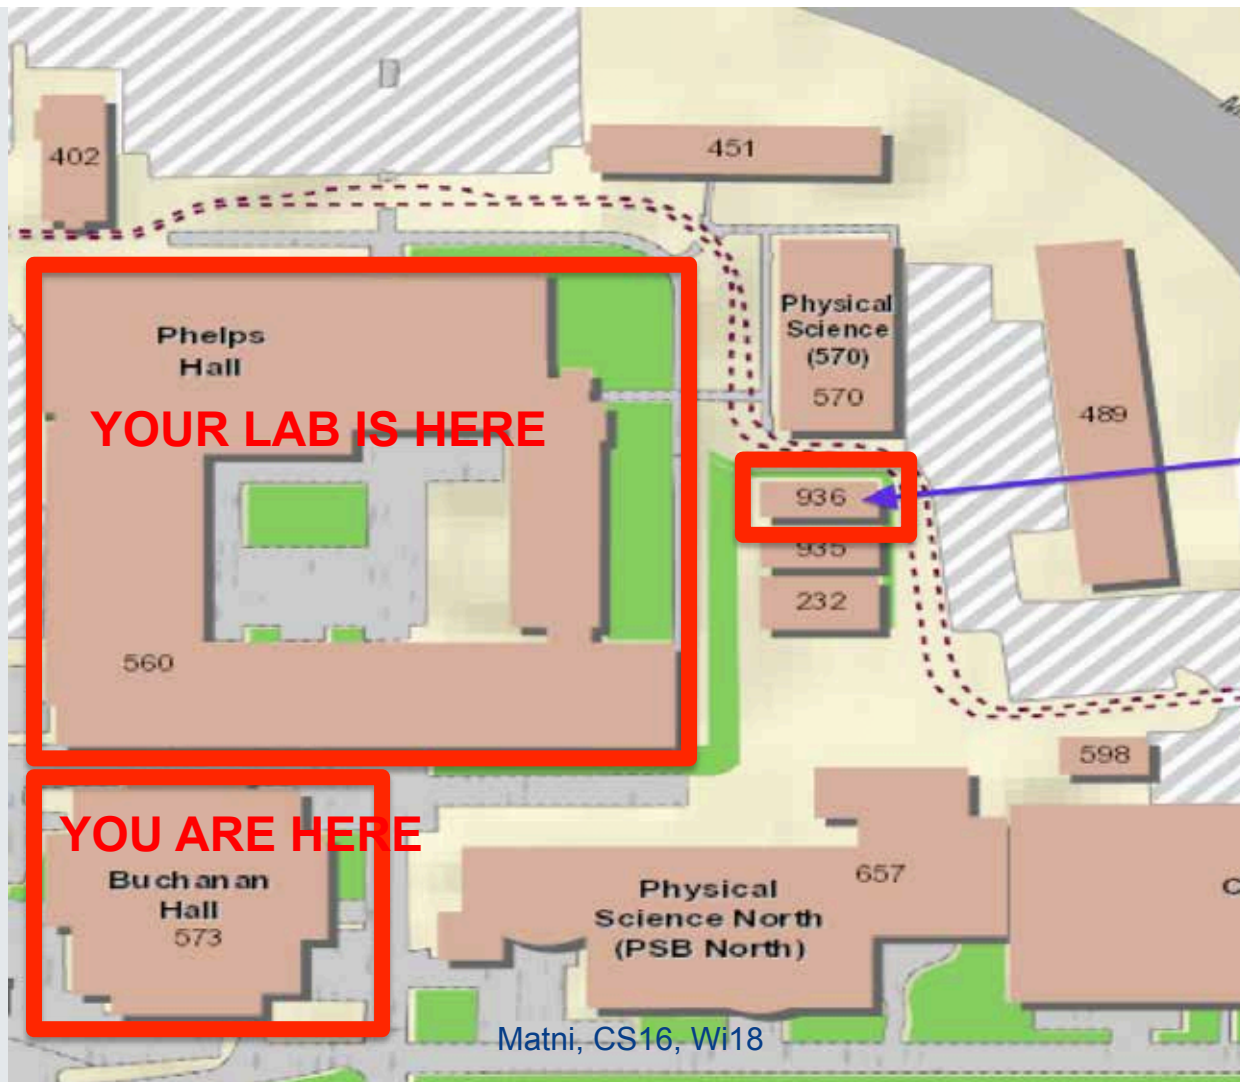 402
451
Phelps
Hall
YOUR LAB IS HERE
Physical
Science
(570)
570
489
936
935
232
560
598
YOU ARE HERE
Buchanan
Hall
573
657
Physical
Science North
(PSB North)
C
Matni, CS16, Wi18